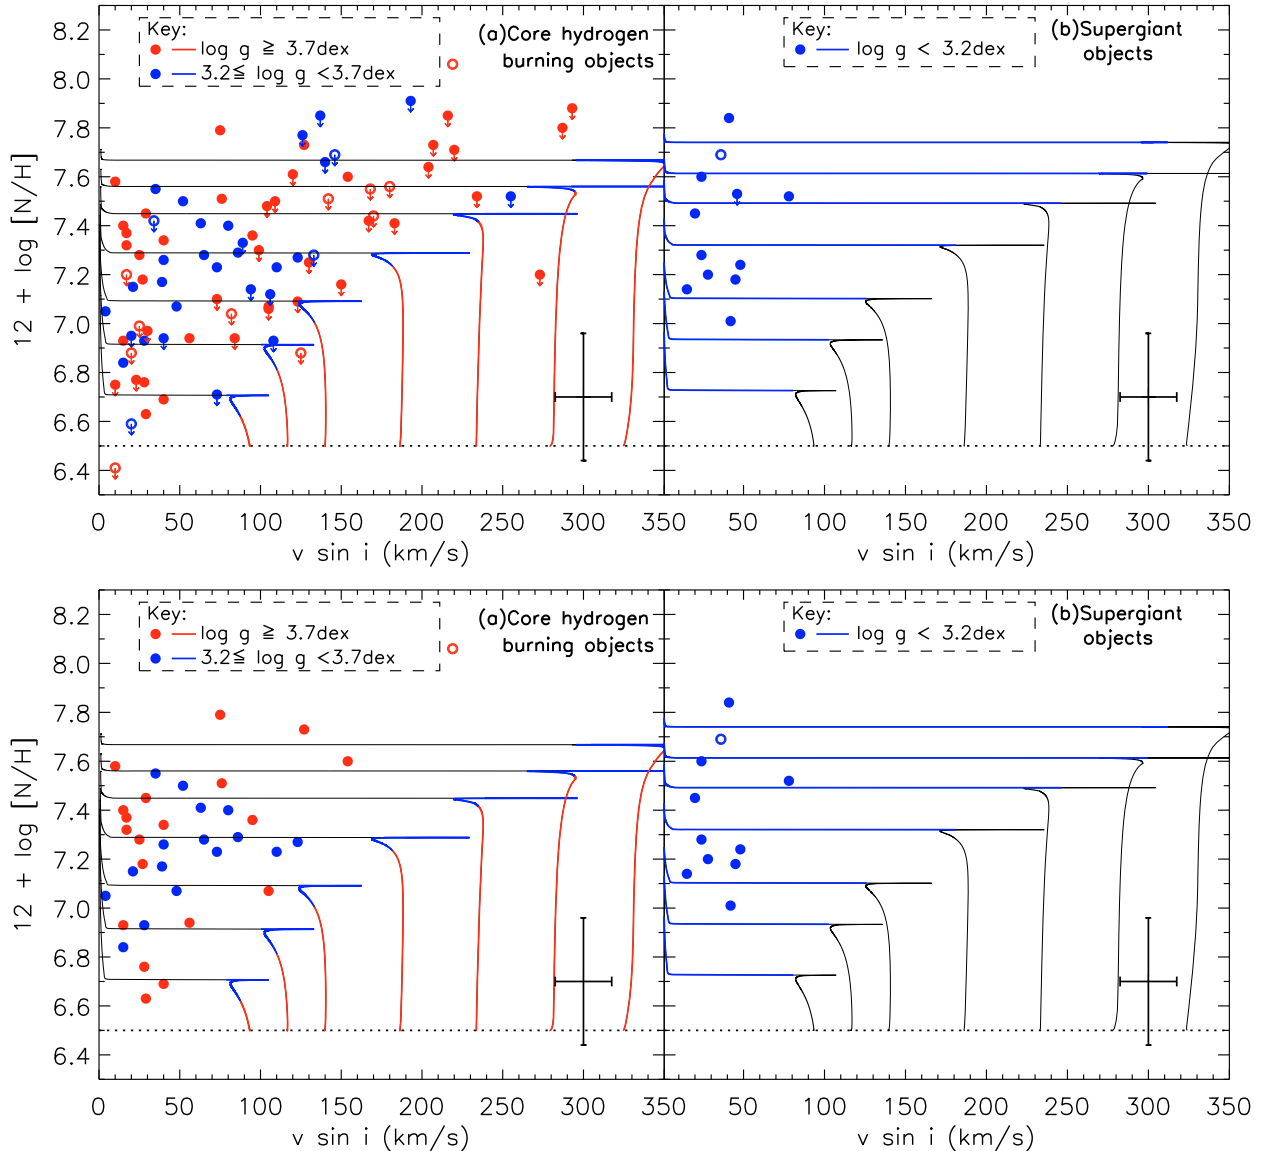 Key:
log g ≧ 3.7dex
3.2≦ log g <3.7dex
(a)Core hydrogen
burning objects
Key:
log g < 3.2dex
(b)Supergiant
objects
12 + log [N/H]
8.2
8.0
7.8
7.6
7.4
7.2
7.0
6.8
6.6
6.4
0 50 100 150 200 250 300 350 50 100 150 200 250 300 350
v sin i (km/s) v sin i (km/s)
Key:
log g ≧ 3.7dex
3.2≦ log g <3.7dex
(a)Core hydrogen
burning objects
Key:
log g < 3.2dex
(b)Supergiant
objects
12 + log [N/H]
8.2
8.0
7.8
7.6
7.4
7.2
7.0
6.8
6.6
6.4
0 50 100 150 200 250 300 350 50 100 150 200 250 300 350
v sin i (km/s) v sin i (km/s)